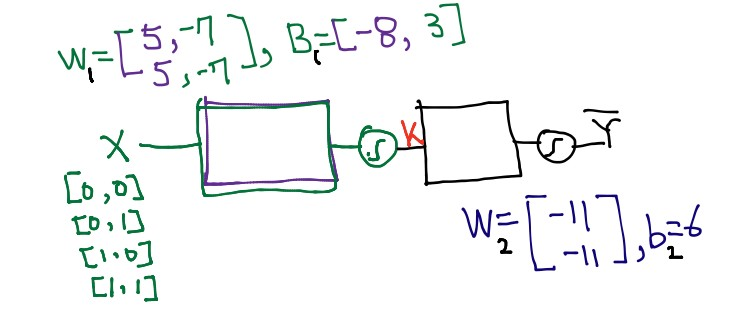 W₁=[5,-7
5,-7], B₁=[-8, 3]
X
K
Y̅
[0,0]
[0,1]
[1,0]
[1,1]
W₂=[-11
-11], b₂=6